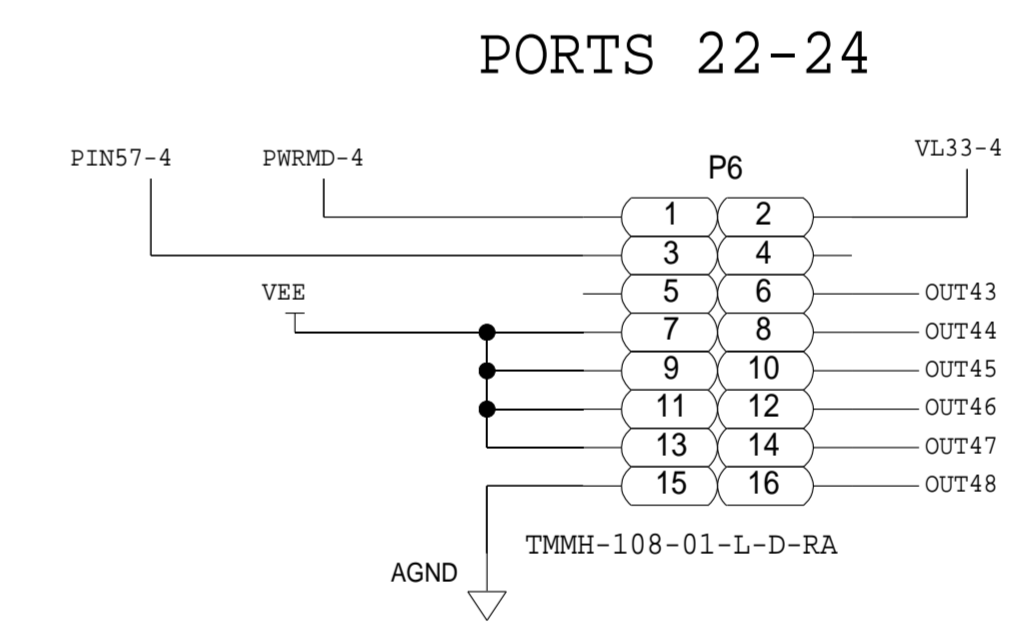 PORTS 22-24
PIN57-4 PWRMD-4 VL33-4
P6
1 2
3 4
VEE 5 6 OUT43
7 8 OUT44
9 10 OUT45
11 12 OUT46
13 14 OUT47
15 16 OUT48
TMMH-108-01-L-D-RA
AGND